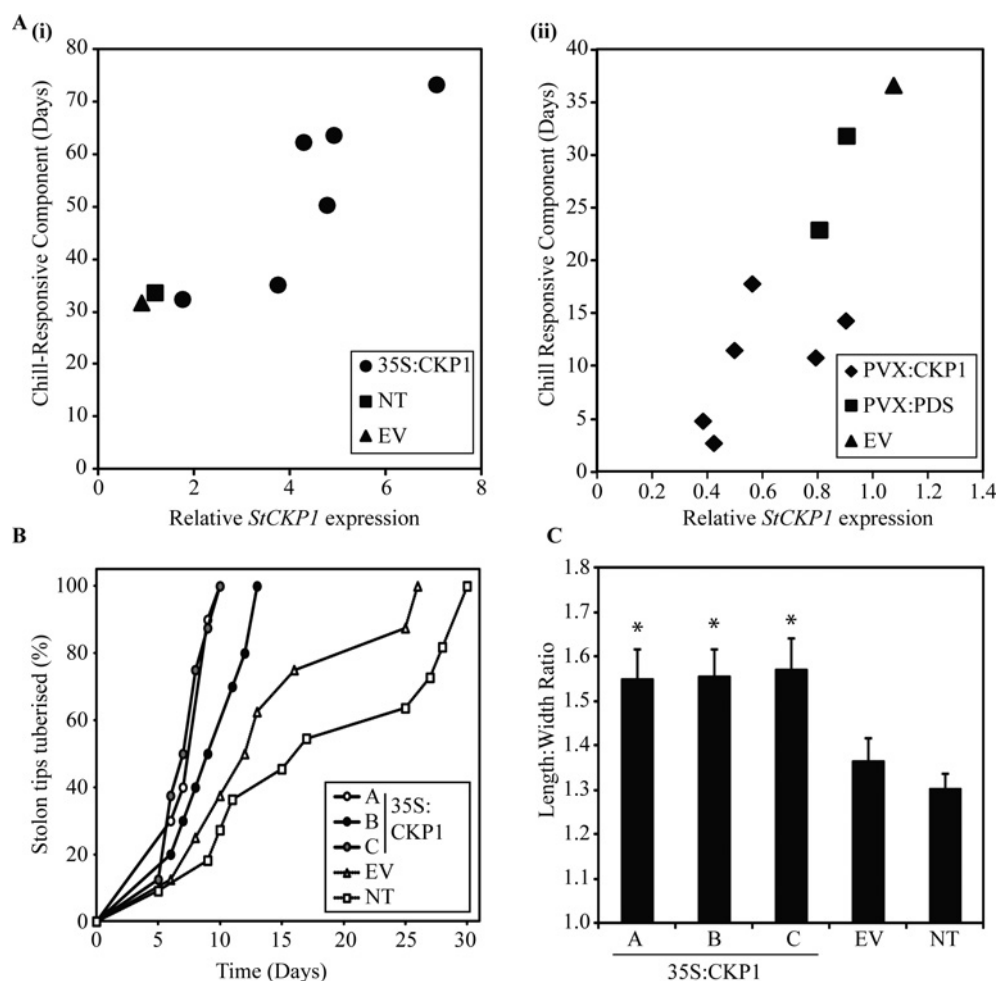 A (i)
80
70
60
50
40
30
20
10
0
0 2 4 6 8
Chill-Responsive Component (Days)
Relative StCKP1 expression
35S:CKP1
NT
EV
(ii)
40
35
30
25
20
15
10
5
0
0 0.2 0.4 0.6 0.8 1.0 1.2 1.4
Chill Responsive Component (Days)
Relative StCKP1 expression
PVX:CKP1
PVX:PDS
EV
B
100
80
60
40
20
0
0 5 10 15 20 25 30
Stolon tips tuberised (%)
Time (Days)
A
B
C
35S:
CKP1
EV
NT
C
1.8
1.7
1.6
1.5
1.4
1.3
1.2
1.1
1.0
Length:Width Ratio
* * *
A B C EV NT
35S:CKP1